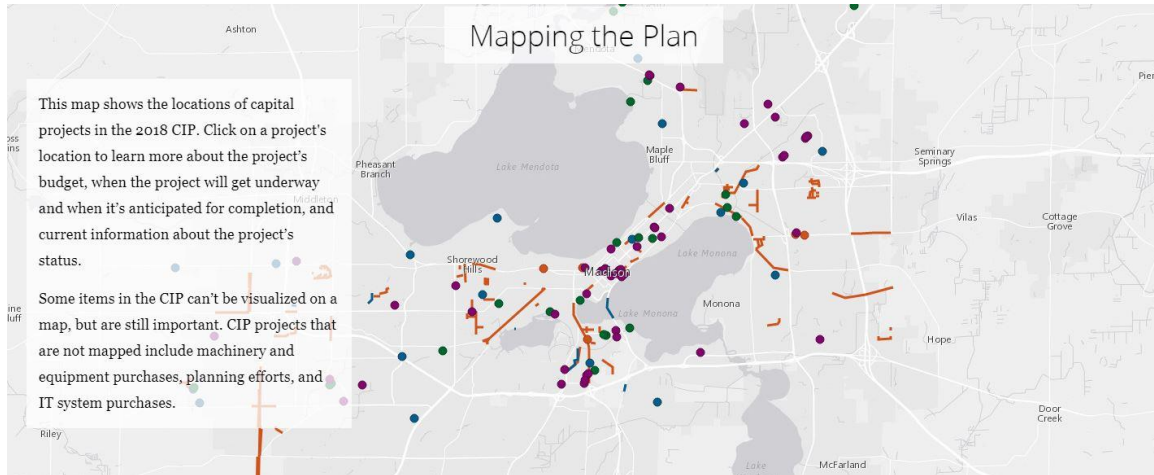 Mapping the Plan
This map shows the locations of capital
projects in the 2018 CIP. Click on a project's
location to learn more about the project's
budget, when the project will get underway
and when it's anticipated for completion, and
current information about the project's
status.
Some items in the CIP can't be visualized on a
map, but are still important. CIP projects that
are not mapped include machinery and
equipment purchases, planning efforts, and
IT system purchases.
Ashton
Lake Mendota
Maple
Bluff
Pheasant
Branch
Middleton
Seminary
Springs
Vilas
Cottage
Grove
Shorewood
Hills
Madison
Lake Monona
Lake Monona
Monona
Hope
Door
Creek
Riley
Lake
McFarland